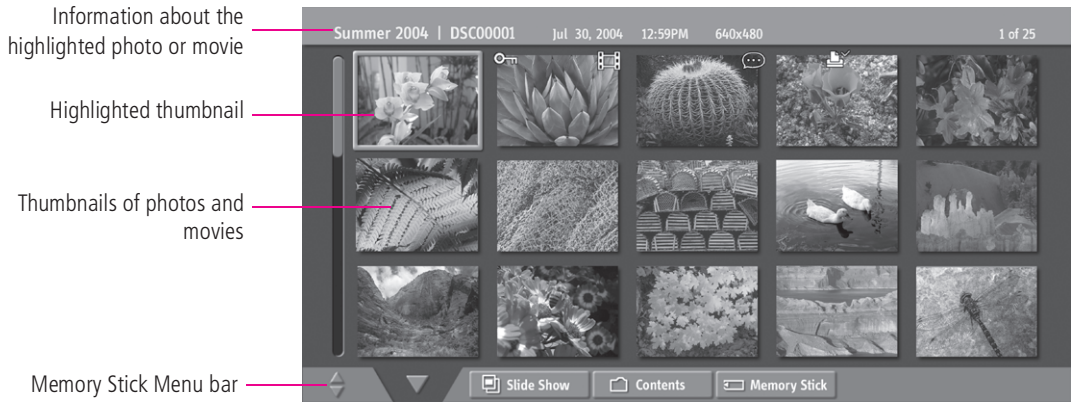 Information about the
highlighted photo or movie
Summer 2004 | DSC00001 Jul 30, 2004 12:59PM 640x480 1 of 25
Highlighted thumbnail
Thumbnails of photos and
movies
Memory Stick Menu bar
Slide Show Contents Memory Stick